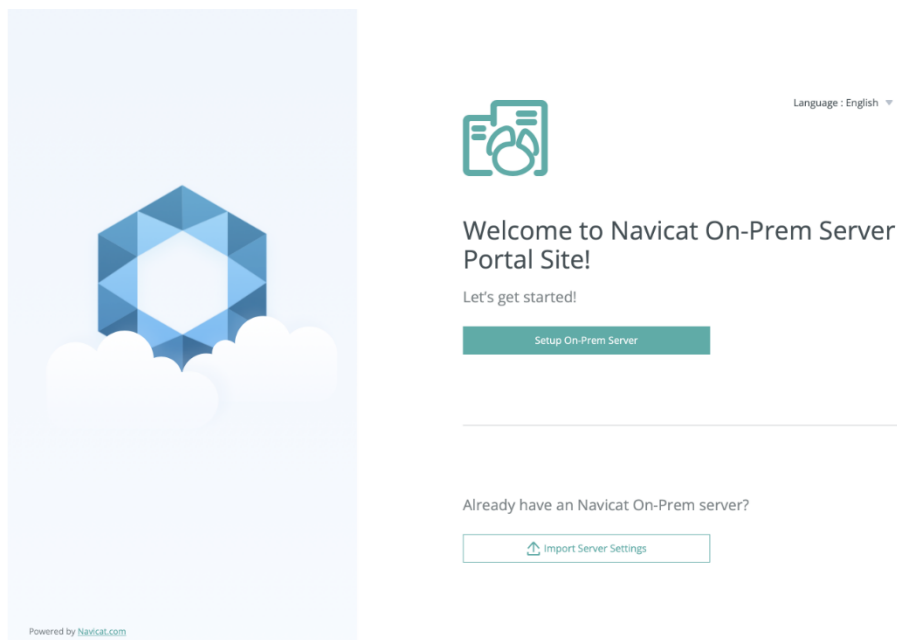 Language : English
Welcome to Navicat On-Prem Server
Portal Site!
Let's get started!
Setup On-Prem Server
Already have an Navicat On-Prem server?
Import Server Settings
Powered by Navicat.com